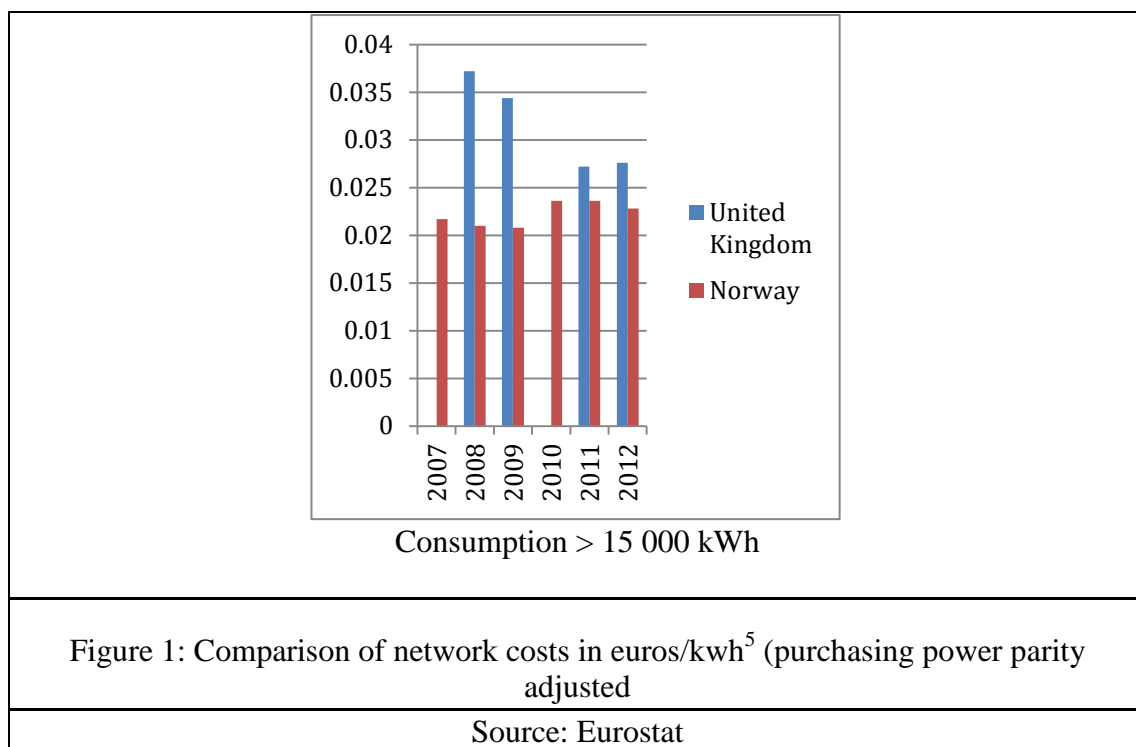 0.04
0.035
0.03
0.025
0.02
0.015
0.01
0.005
0
2007
2008
2009
2010
2011
2012
United
Kingdom
Norway
Consumption > 15 000 kWh
Figure 1: Comparison of network costs in euros/kwh⁵ (purchasing power parity
adjusted
Source: Eurostat